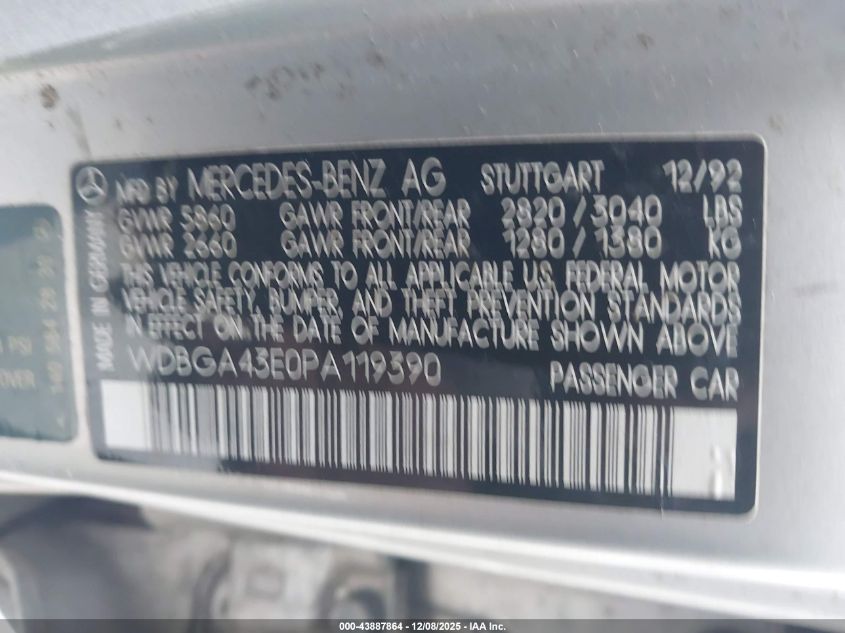 MFD BY MERCEDES-BENZ AG STUTTGART 12/92
GVWR 5860 GAWR FRONT/REAR 2820 / 3040 LBS
GVWR 2660 GAWR FRONT/REAR 1280 / 1380 KG
THIS VEHICLE CONFORMS TO ALL APPLICABLE U.S. FEDERAL MOTOR
VEHICLE SAFETY, BUMPER AND THEFT PREVENTION STANDARDS
IN EFFECT ON THE DATE OF MANUFACTURE SHOWN ABOVE
WDBGA43E0PA119390 PASSENGER CAR
MADE IN GERMANY
PSI
OVER
000-43887864 | 12/08/2025 - IAA Inc.